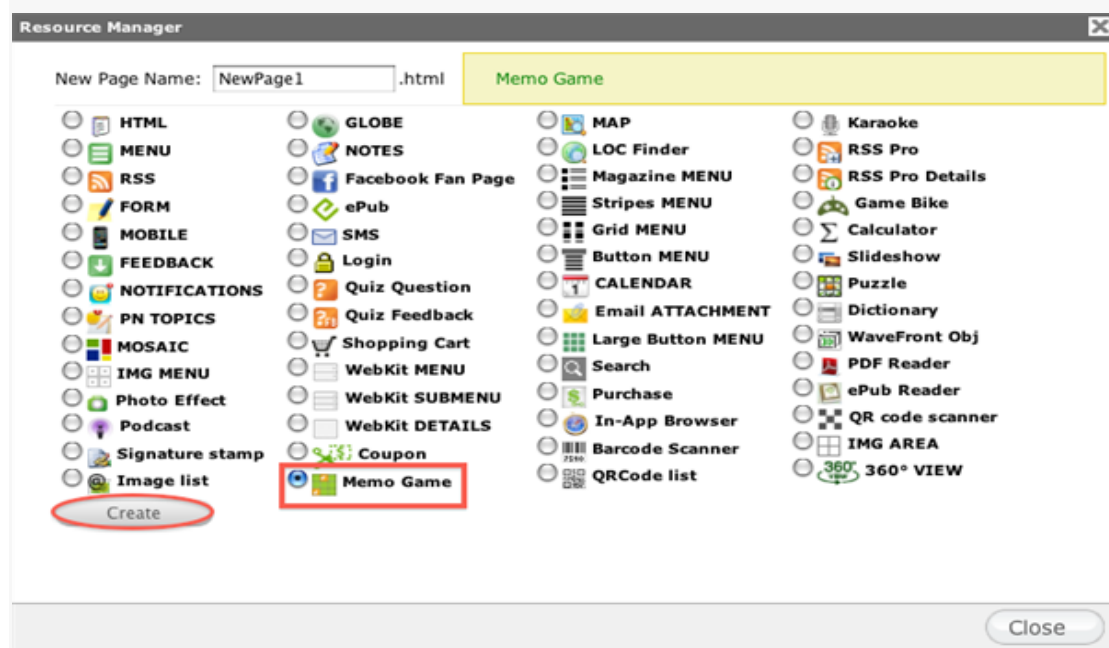 Resource Manager
New Page Name: NewPage1 .html Memo Game
HTML GLOBE MAP Karaoke
MENU NOTES LOC Finder RSS Pro
RSS Facebook Fan Page Magazine MENU RSS Pro Details
FORM ePub Stripes MENU Game Bike
MOBILE SMS Grid MENU Calculator
FEEDBACK Login Button MENU Slideshow
NOTIFICATIONS Quiz Question CALENDAR Puzzle
PN TOPICS Quiz Feedback Email ATTACHMENT Dictionary
MOSAIC Shopping Cart Large Button MENU WaveFront Obj
IMG MENU WebKit MENU Search PDF Reader
Photo Effect WebKit SUBMENU Purchase ePub Reader
Podcast WebKit DETAILS In-App Browser QR code scanner
Signature stamp Coupon Barcode Scanner IMG AREA
Image list Memo Game QRCode list 360° VIEW
Create
Close